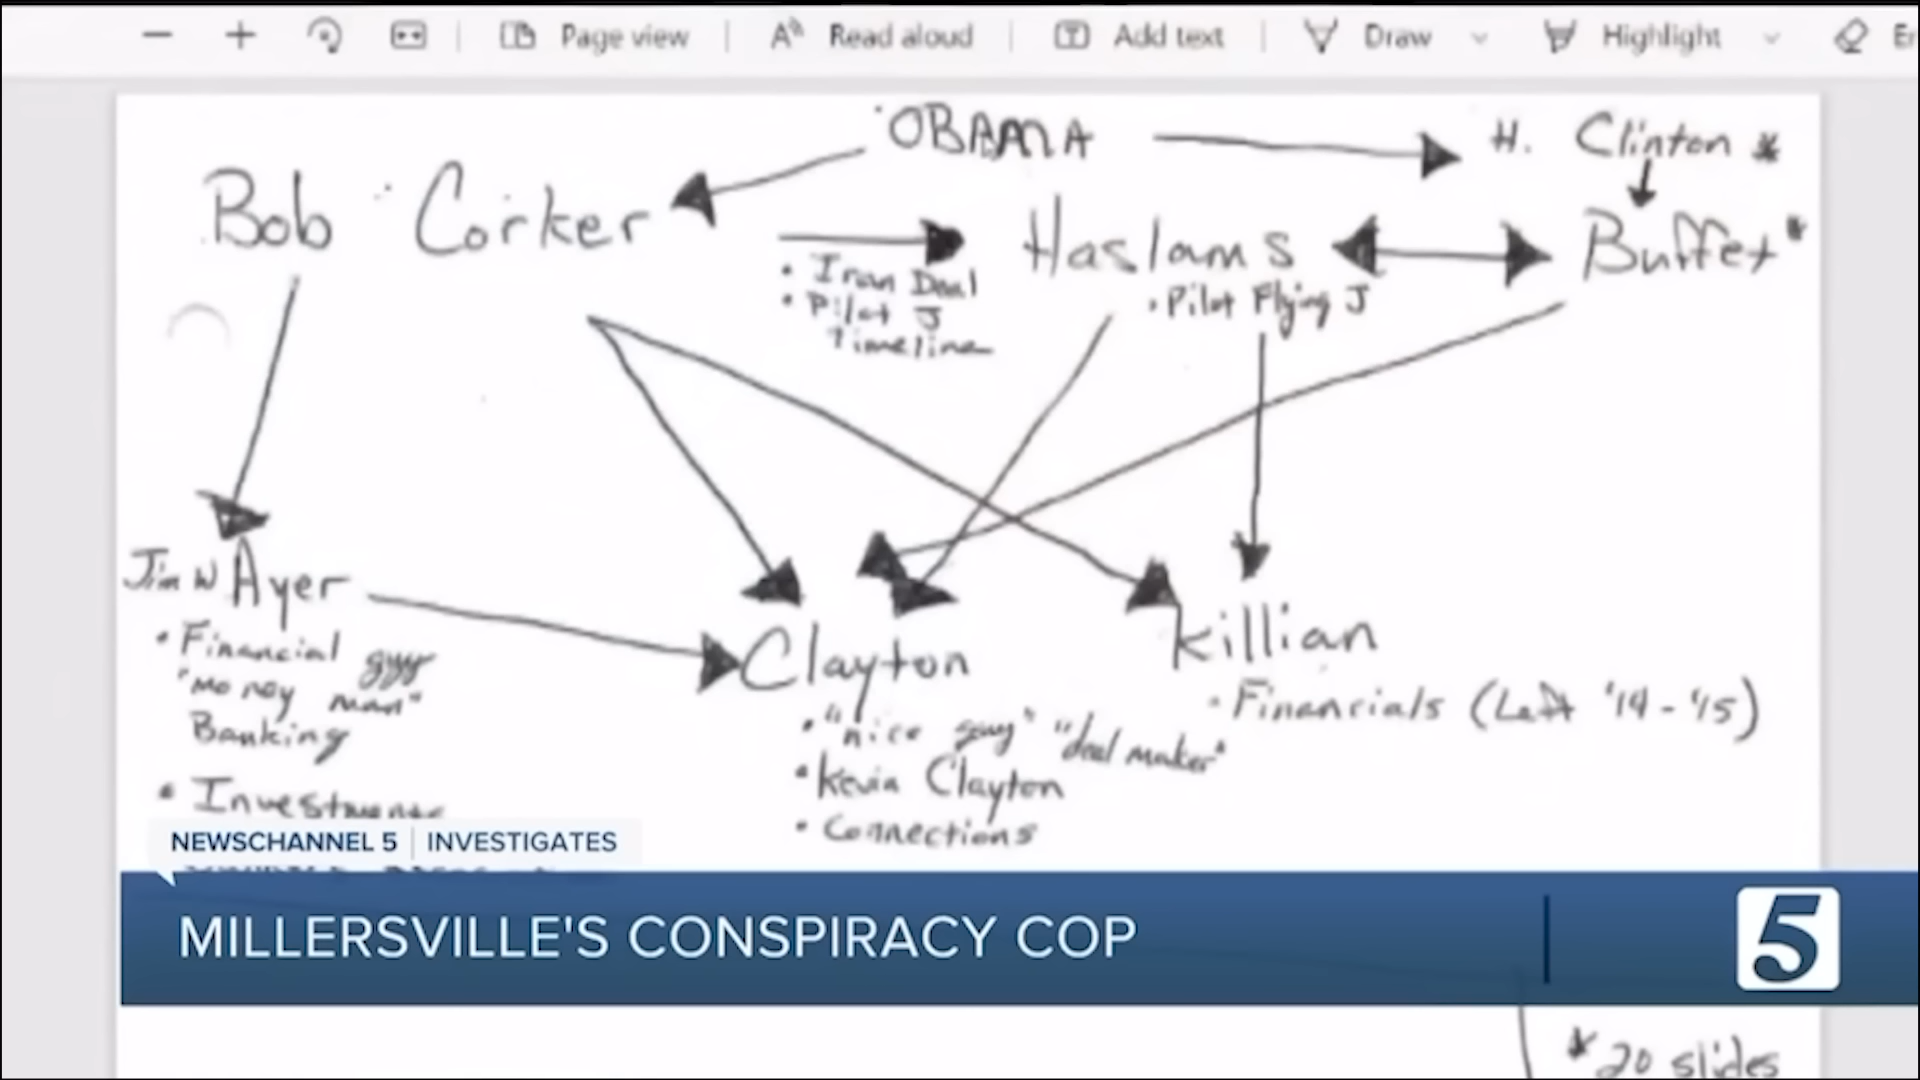 Page view
Read aloud
Add text
Draw
Highlight
OBAMA
H. Clinton *
Bob Corker
Haslams
Buffet *
• Iran Deal
• Pilot J
Timeline
• Pilot Flying J
Jim W Ayer
• Financial guy
"money man"
Banking
• Investments
Clayton
• "nice guy" "deal maker"
• Kevin Clayton
• Connections
Killian
• Financials (Left '14 - '15)
NEWSCHANNEL 5 | INVESTIGATES
MILLERSVILLE'S CONSPIRACY COP
5
* 20 slides